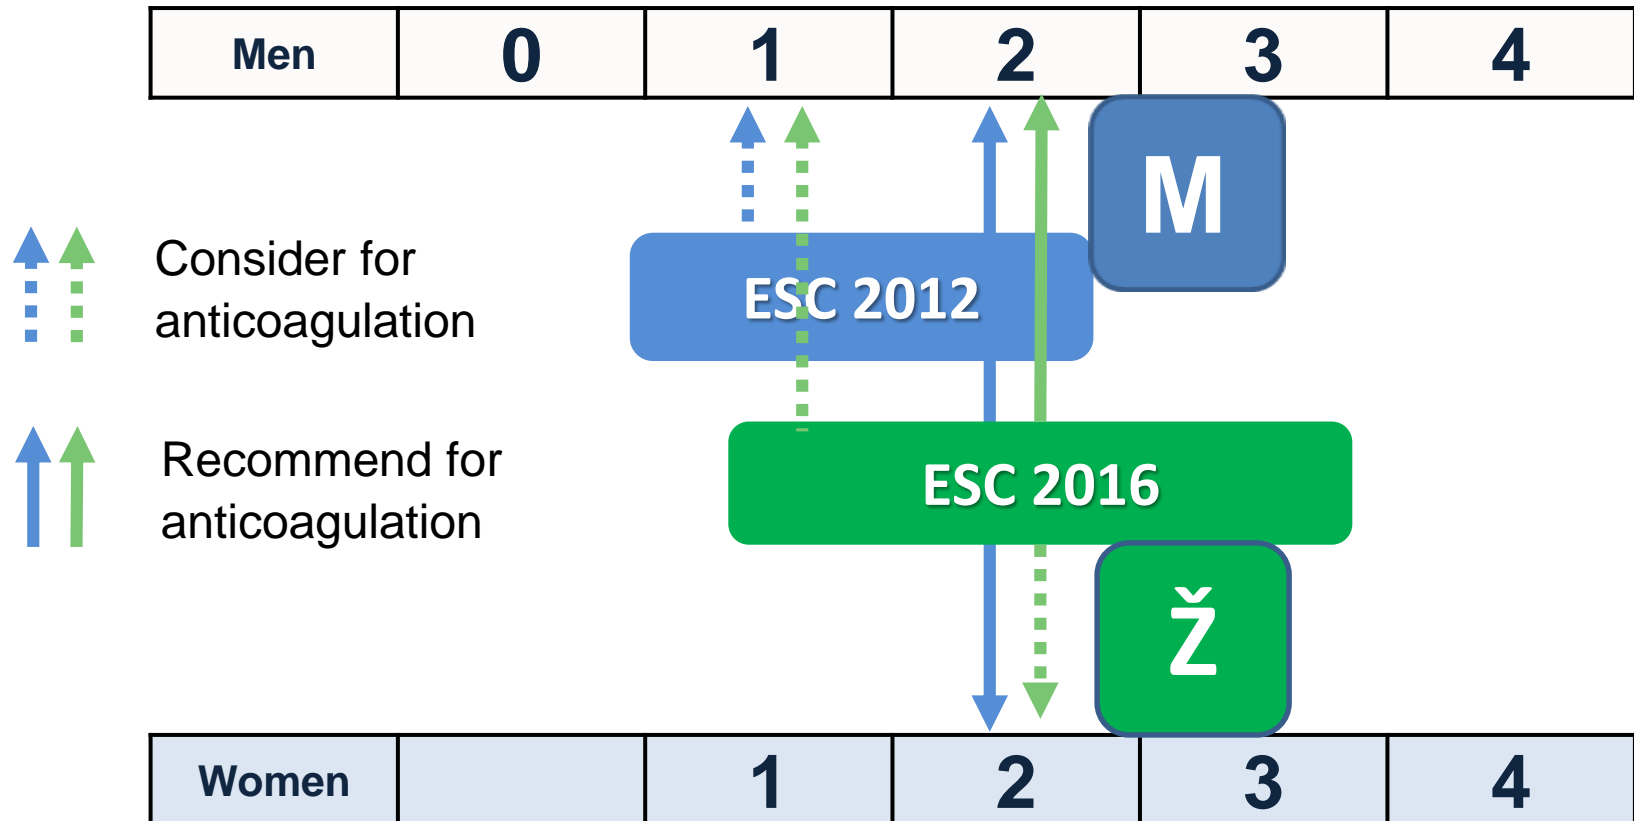 Men 0 1 2 3 4
M
Consider for
anticoagulation
ESC 2012
Recommend for
anticoagulation
ESC 2016
Ž
Women 1 2 3 4